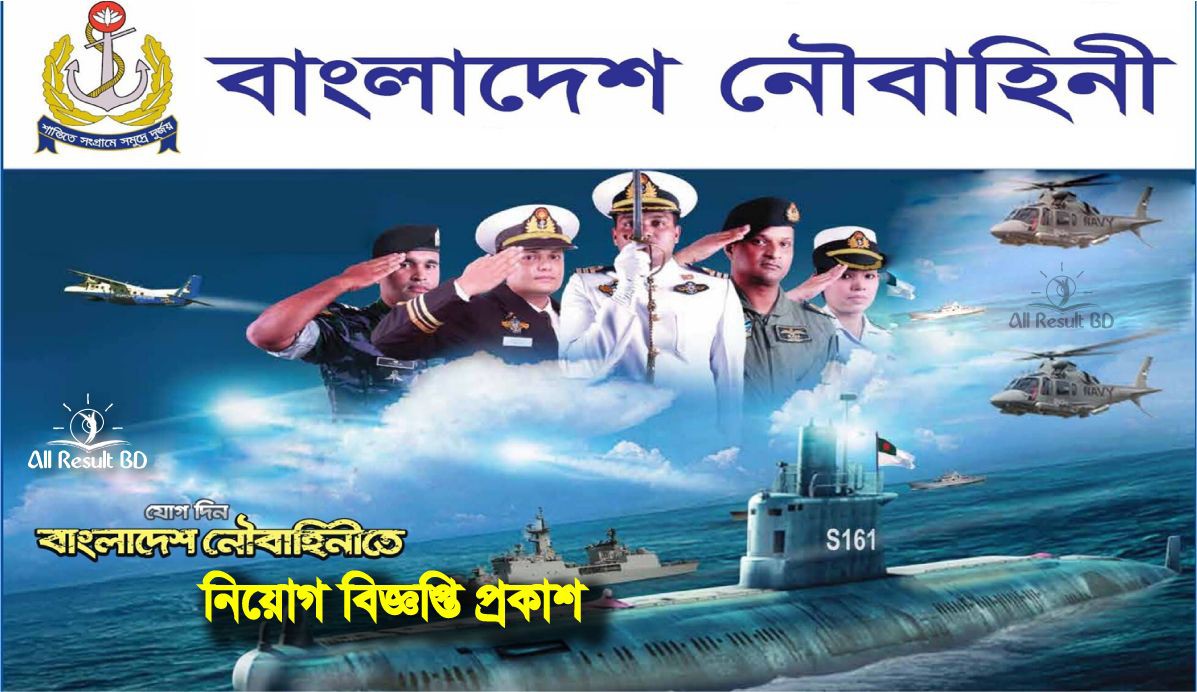 বাংলাদেশ নৌবাহিনী
শান্তিতে সংগ্রামে সমুদ্রে দুর্জয়
NAVY
All Result BD
NAVY
All Result BD
যোগ দিন
বাংলাদেশ নৌবাহিনীতে
S161
নিয়োগ বিজ্ঞপ্তি প্রকাশ